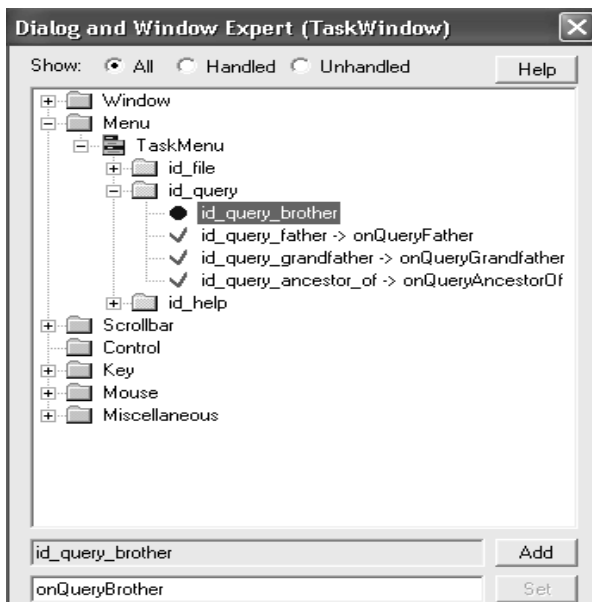 Dialog and Window Expert (TaskWindow)
Show: All Handled Unhandled Help
Window
Menu
TaskMenu
id_file
id_query
id_query_brother
id_query_father -> onQueryFather
id_query_grandfather -> onQueryGrandfather
id_query_ancestor_of -> onQueryAncestorOf
id_help
Scrollbar
Control
Key
Mouse
Miscellaneous
id_query_brother Add
onQueryBrother Set